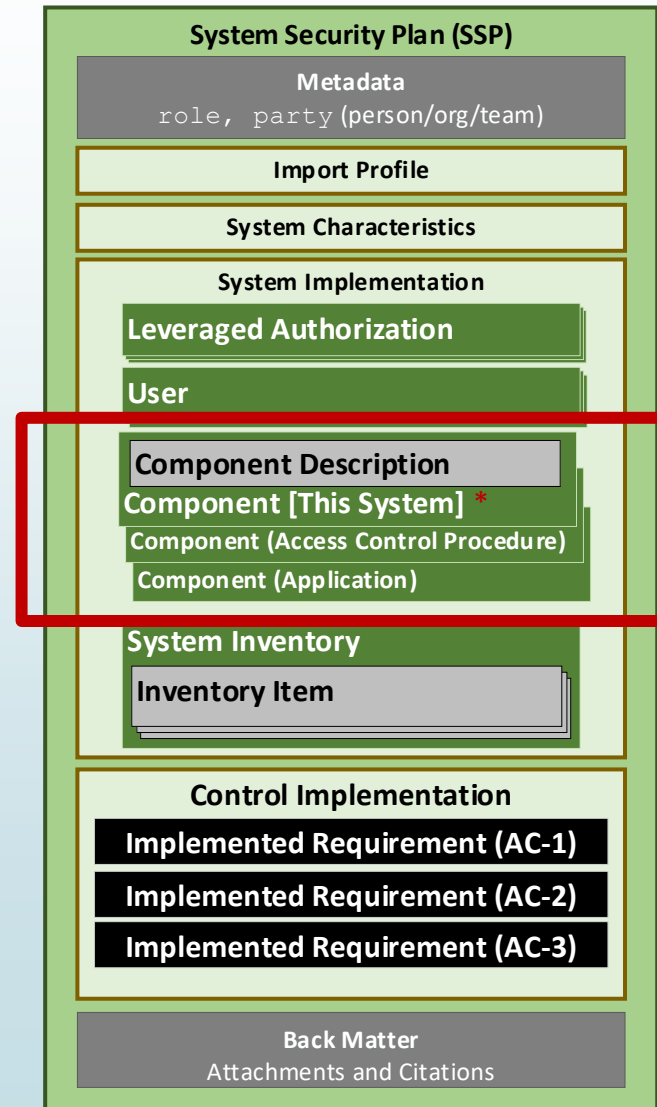 System Security Plan (SSP)
Metadata
role, party (person/org/team)
Import Profile
System Characteristics
System Implementation
Leveraged Authorization
User
Component Description
Component [This System] *
Component (Access Control Procedure)
Component (Application)
System Inventory
Inventory Item
Control Implementation
Implemented Requirement (AC-1)
Implemented Requirement (AC-2)
Implemented Requirement (AC-3)
Back Matter
Attachments and Citations